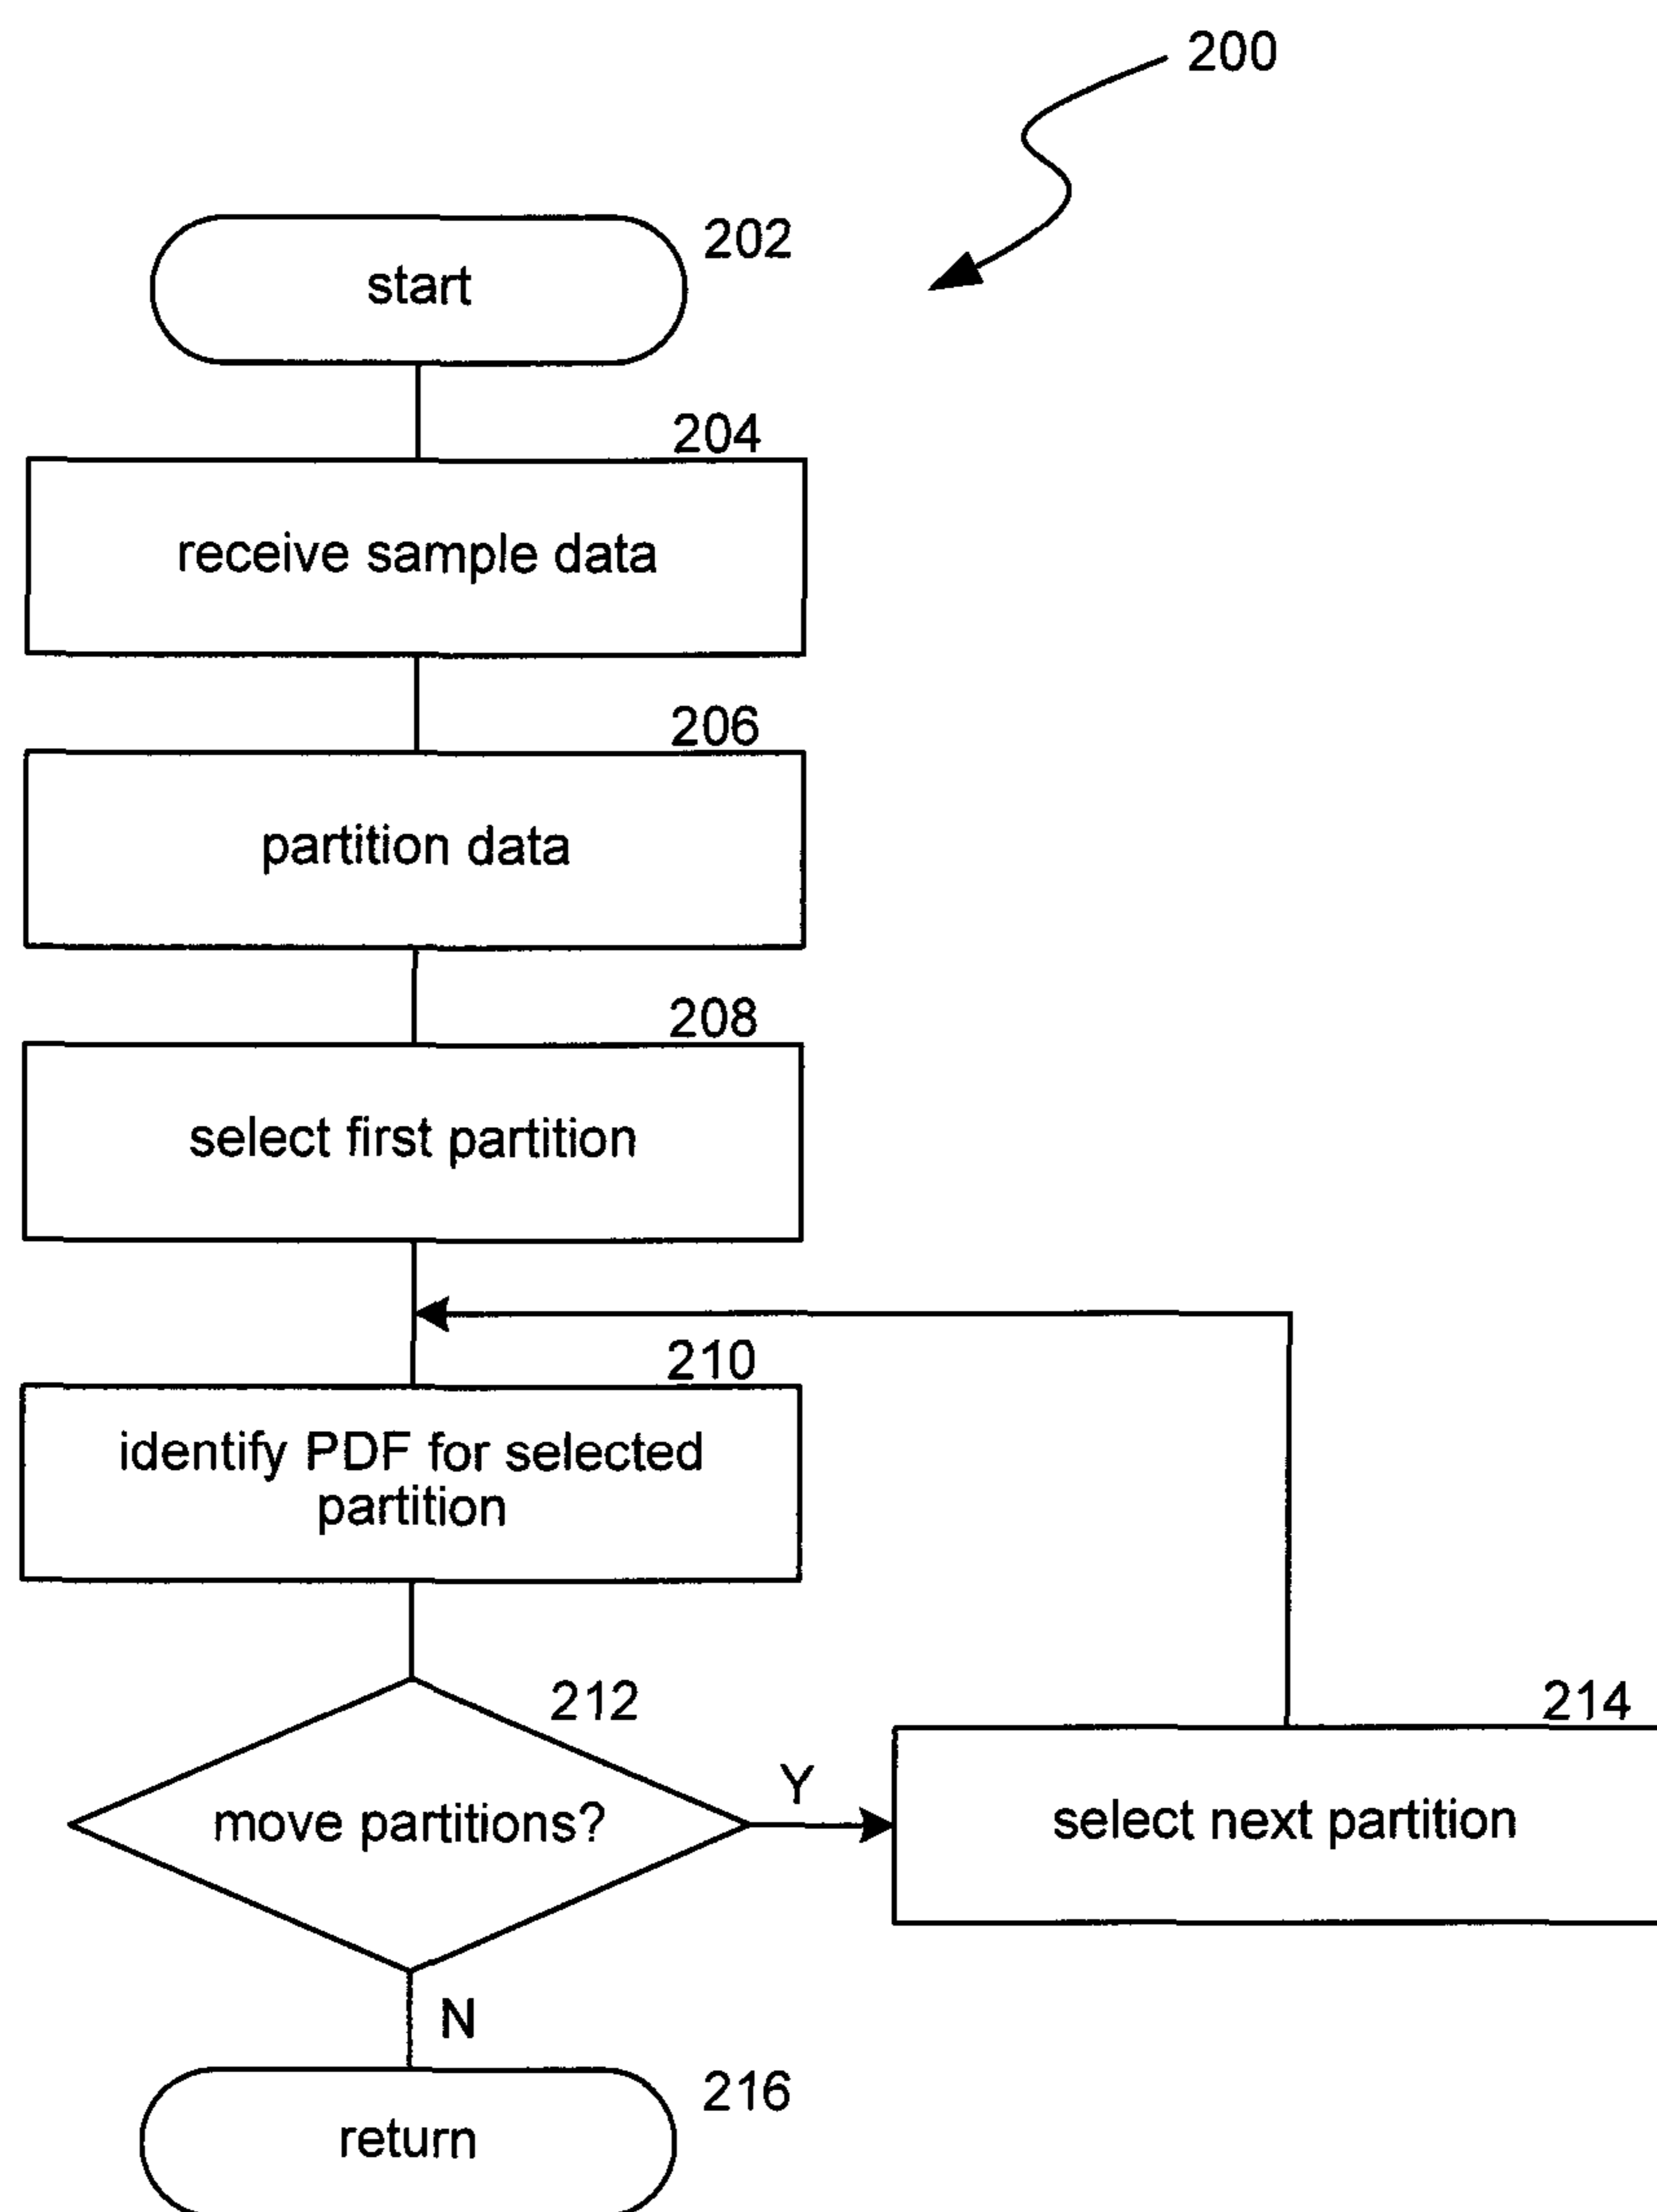 200
202
start
204
receive sample data
206
partition data
208
select first partition
210
identify PDF for selected
partition
212
move partitions?
Y
214
select next partition
N
216
return